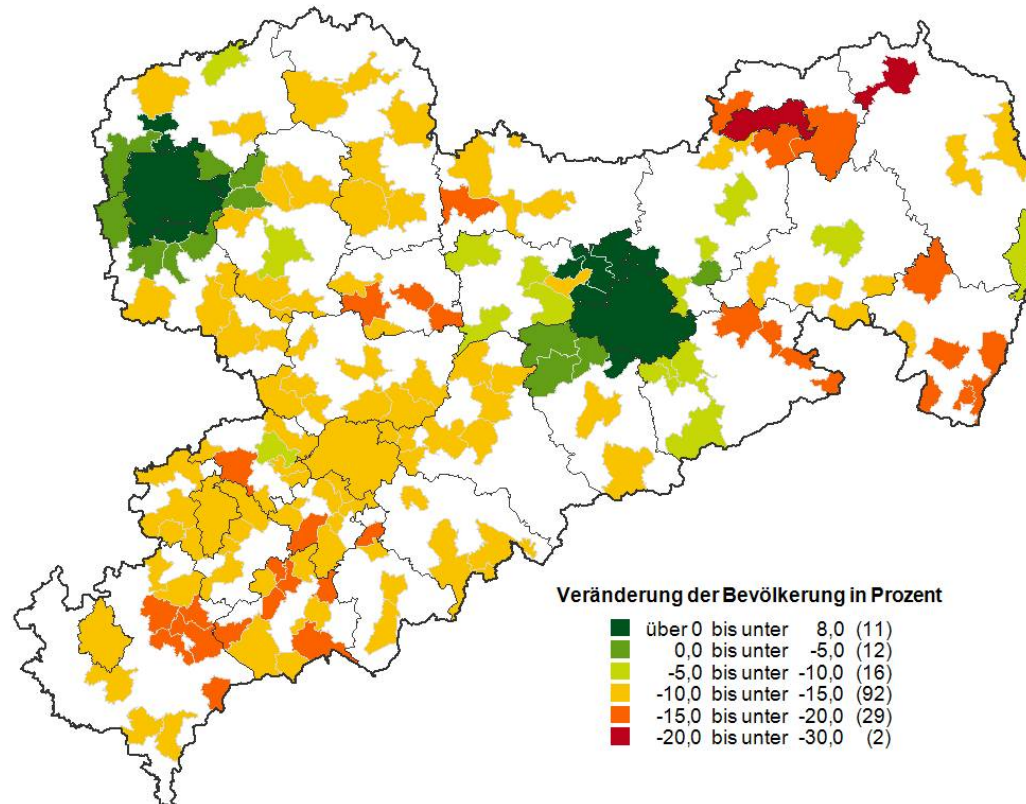 Veränderung der Bevölkerung in Prozent
über 0 bis unter 8,0 (11)
0,0 bis unter -5,0 (12)
-5,0 bis unter -10,0 (16)
-10,0 bis unter -15,0 (92)
-15,0 bis unter -20,0 (29)
-20,0 bis unter -30,0 (2)